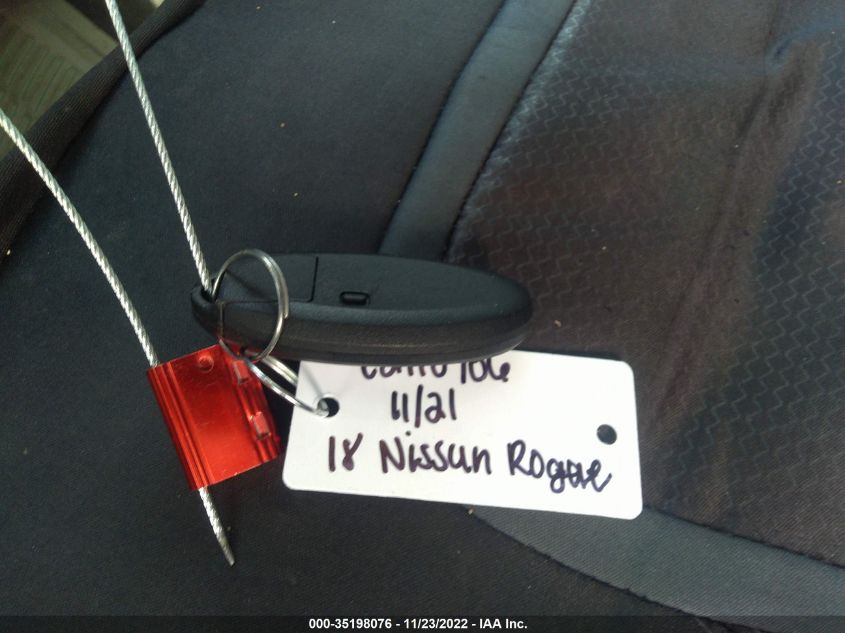 11/21
18 Nissan Rogue
000-35198076 - 11/23/2022 - IAA Inc.